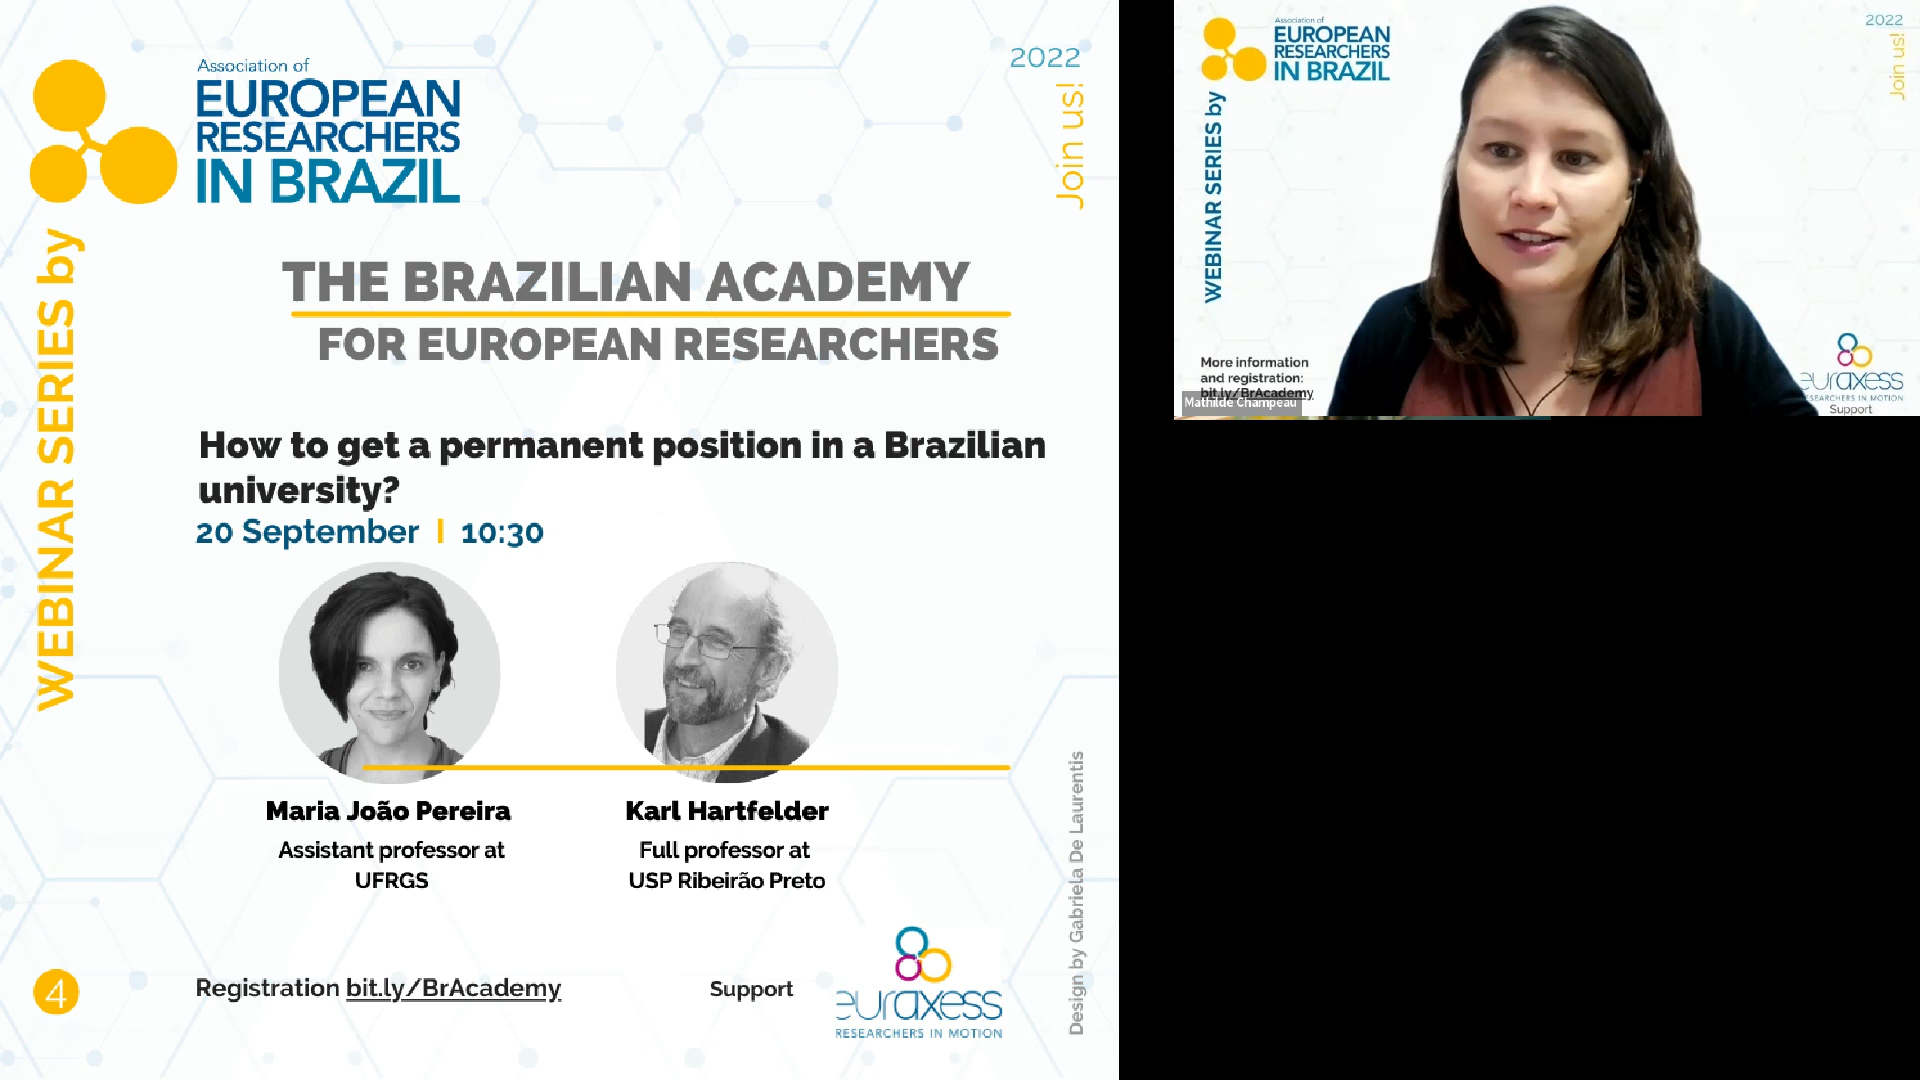 Association of
EUROPEAN
RESEARCHERS
IN BRAZIL
2022
Join us!
WEBINAR SERIES by
THE BRAZILIAN ACADEMY
FOR EUROPEAN RESEARCHERS
How to get a permanent position in a Brazilian
university?
20 September | 10:30
Maria João Pereira
Assistant professor at
UFRGS
Karl Hartfelder
Full professor at
USP Ribeirão Preto
Design by Gabriela De Laurentis
4
Registration bit.ly/BrAcademy
Support
euraxess
RESEARCHERS IN MOTION
Association of
EUROPEAN
RESEARCHERS
IN BRAZIL
2022
Join us!
WEBINAR SERIES by
More information
and registration:
bit.ly/BrAcademy
Mathilde Champeau
euraxess
RESEARCHERS IN MOTION
Support